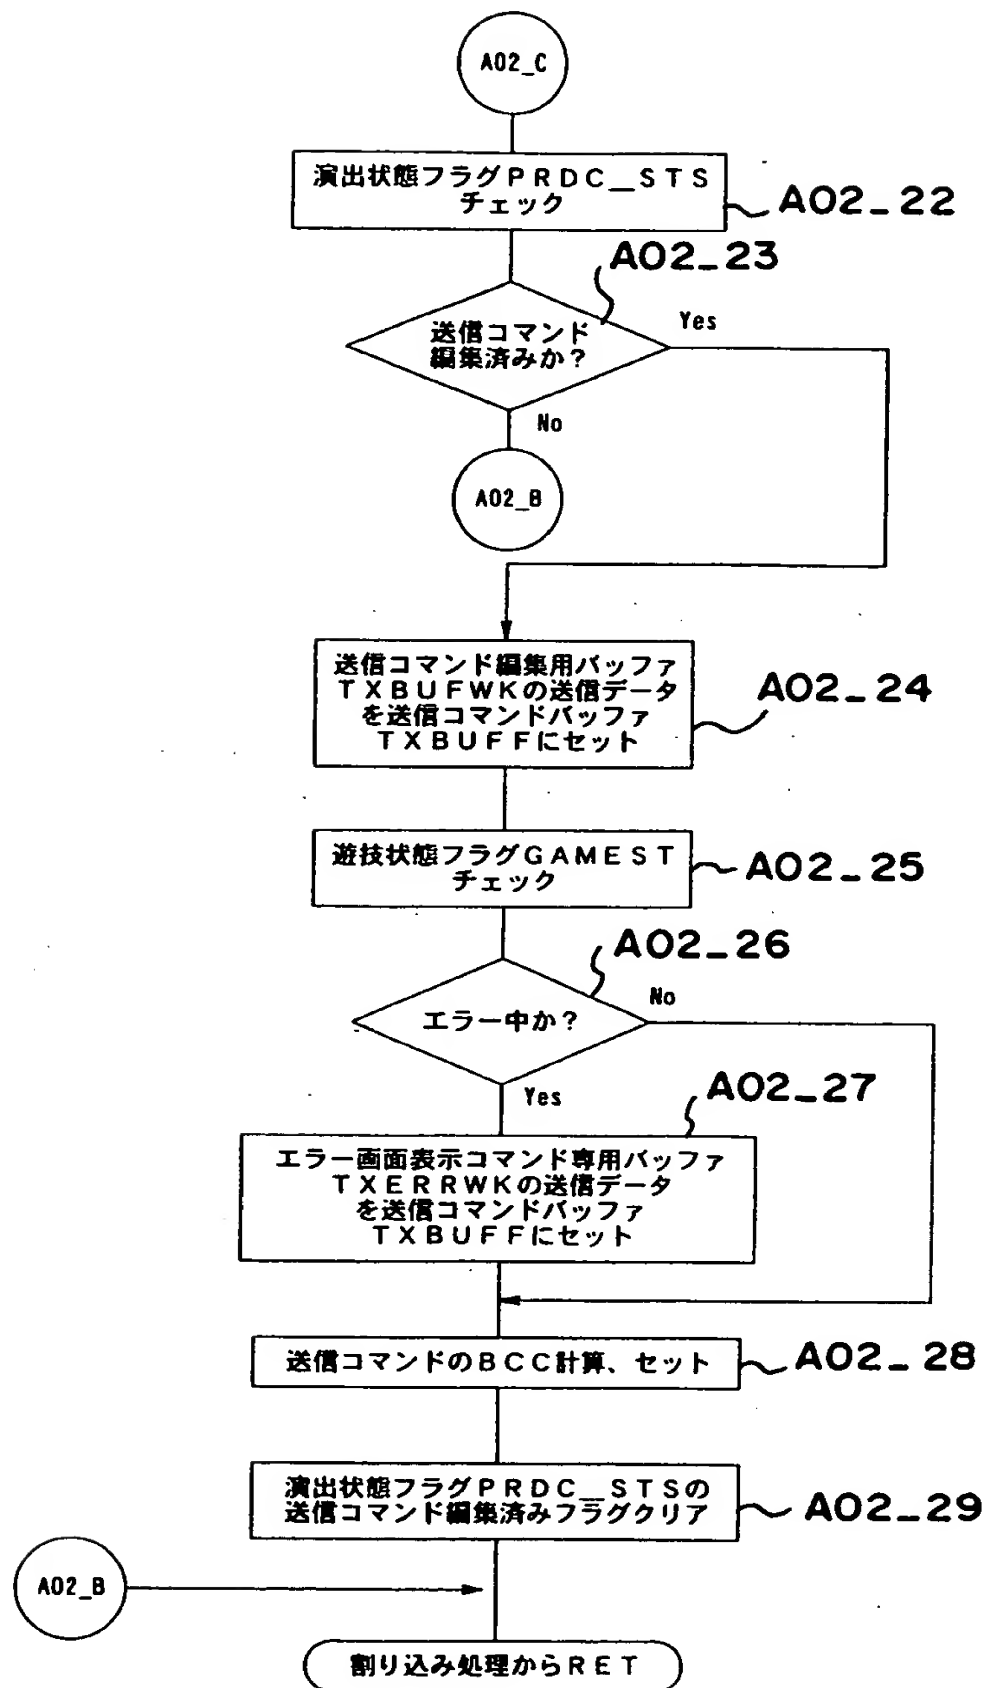 A02_C
演出状態フラグPRDC_STS
チェック
A02_22
A02_23
送信コマンド
編集済みか?
Yes
No
A02_B
送信コマンド編集用バッファ
TXBUFWKの送信データ
を送信コマンドバッファ
TXBUFFにセット
A02_24
遊技状態フラグGAMEST
チェック
A02_25
A02_26
エラー中か?
No
Yes
A02_27
エラー画面表示コマンド専用バッファ
TXERRWKの送信データ
を送信コマンドバッファ
TXBUFFにセット
送信コマンドのBCC計算、セット
A02_28
演出状態フラグPRDC_STSの
送信コマンド編集済みフラグクリア
A02_29
A02_B
割り込み処理からRET